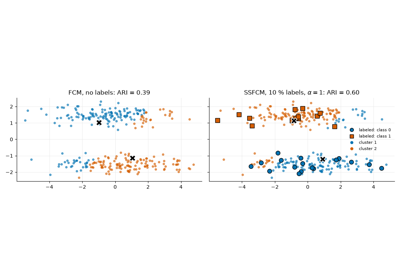 FCM, no labels: ARI = 0.39
SSFCM, 10 % labels, α = 1: ARI = 0.60
2
1
0
−1
−2
−4
−2
0
2
4
−4
−2
0
2
4
labeled: class 0
labeled: class 1
cluster 1
cluster 2